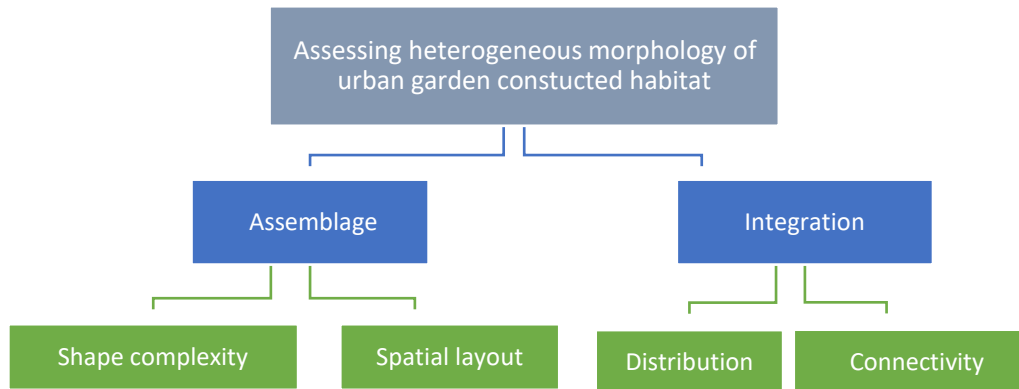 Assessing heterogeneous morphology of
urban garden constucted habitat
Assemblage
Integration
Shape complexity
Spatial layout
Distribution
Connectivity